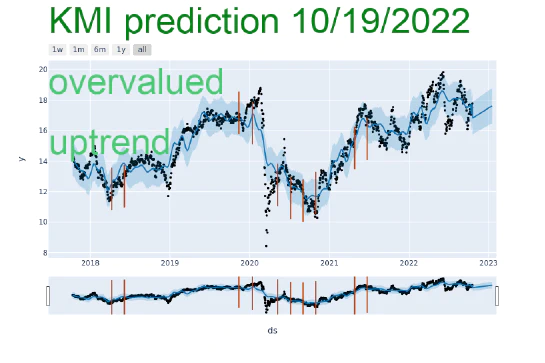 KMI prediction 10/19/2022
1w 1m 6m 1y all
overvalued
uptrend
20
18
16
14
12
10
8
y
2018 2019 2020 2021 2022 2023
ds